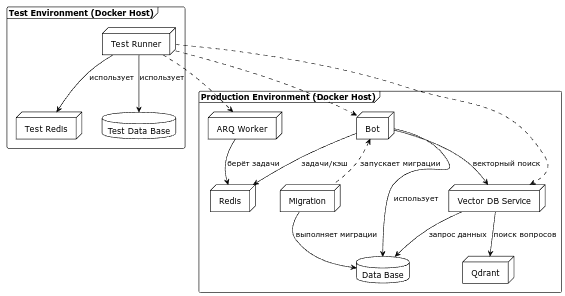 Test Environment (Docker Host)
Test Runner
использует
использует
Test Redis
Test Data Base
Production Environment (Docker Host)
ARQ Worker
Bot
берёт задачи
задачи/кэш
запускает миграции
векторный поиск
Redis
Migration
использует
Vector DB Service
выполняет миграции
запрос данных
поиск вопросов
Data Base
Qdrant